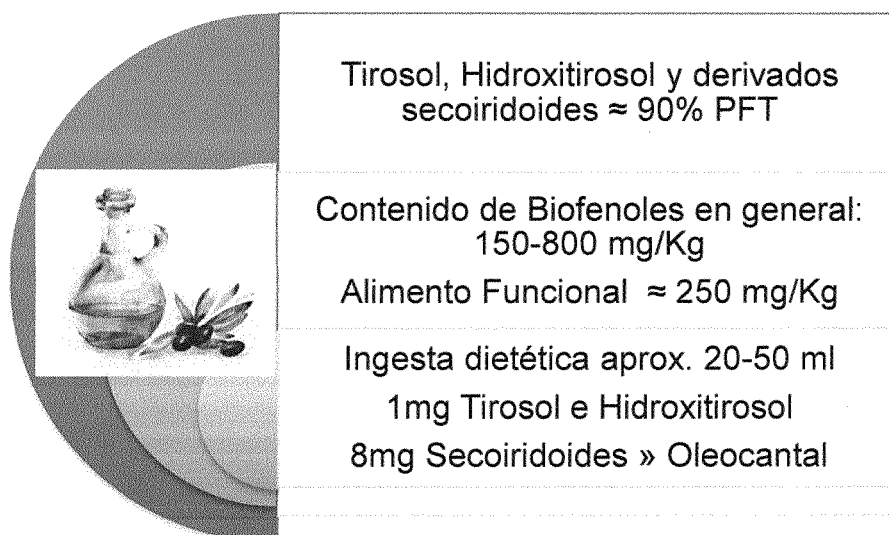 Tirosol, Hidroxitirosol y derivados
secoiridoides ≈ 90% PFT
Contenido de Biofenoles en general:
150-800 mg/Kg
Alimento Funcional ≈ 250 mg/Kg
Ingesta dietética aprox. 20-50 ml
1mg Tirosol e Hidroxitirosol
8mg Secoiridoides » Oleocantal